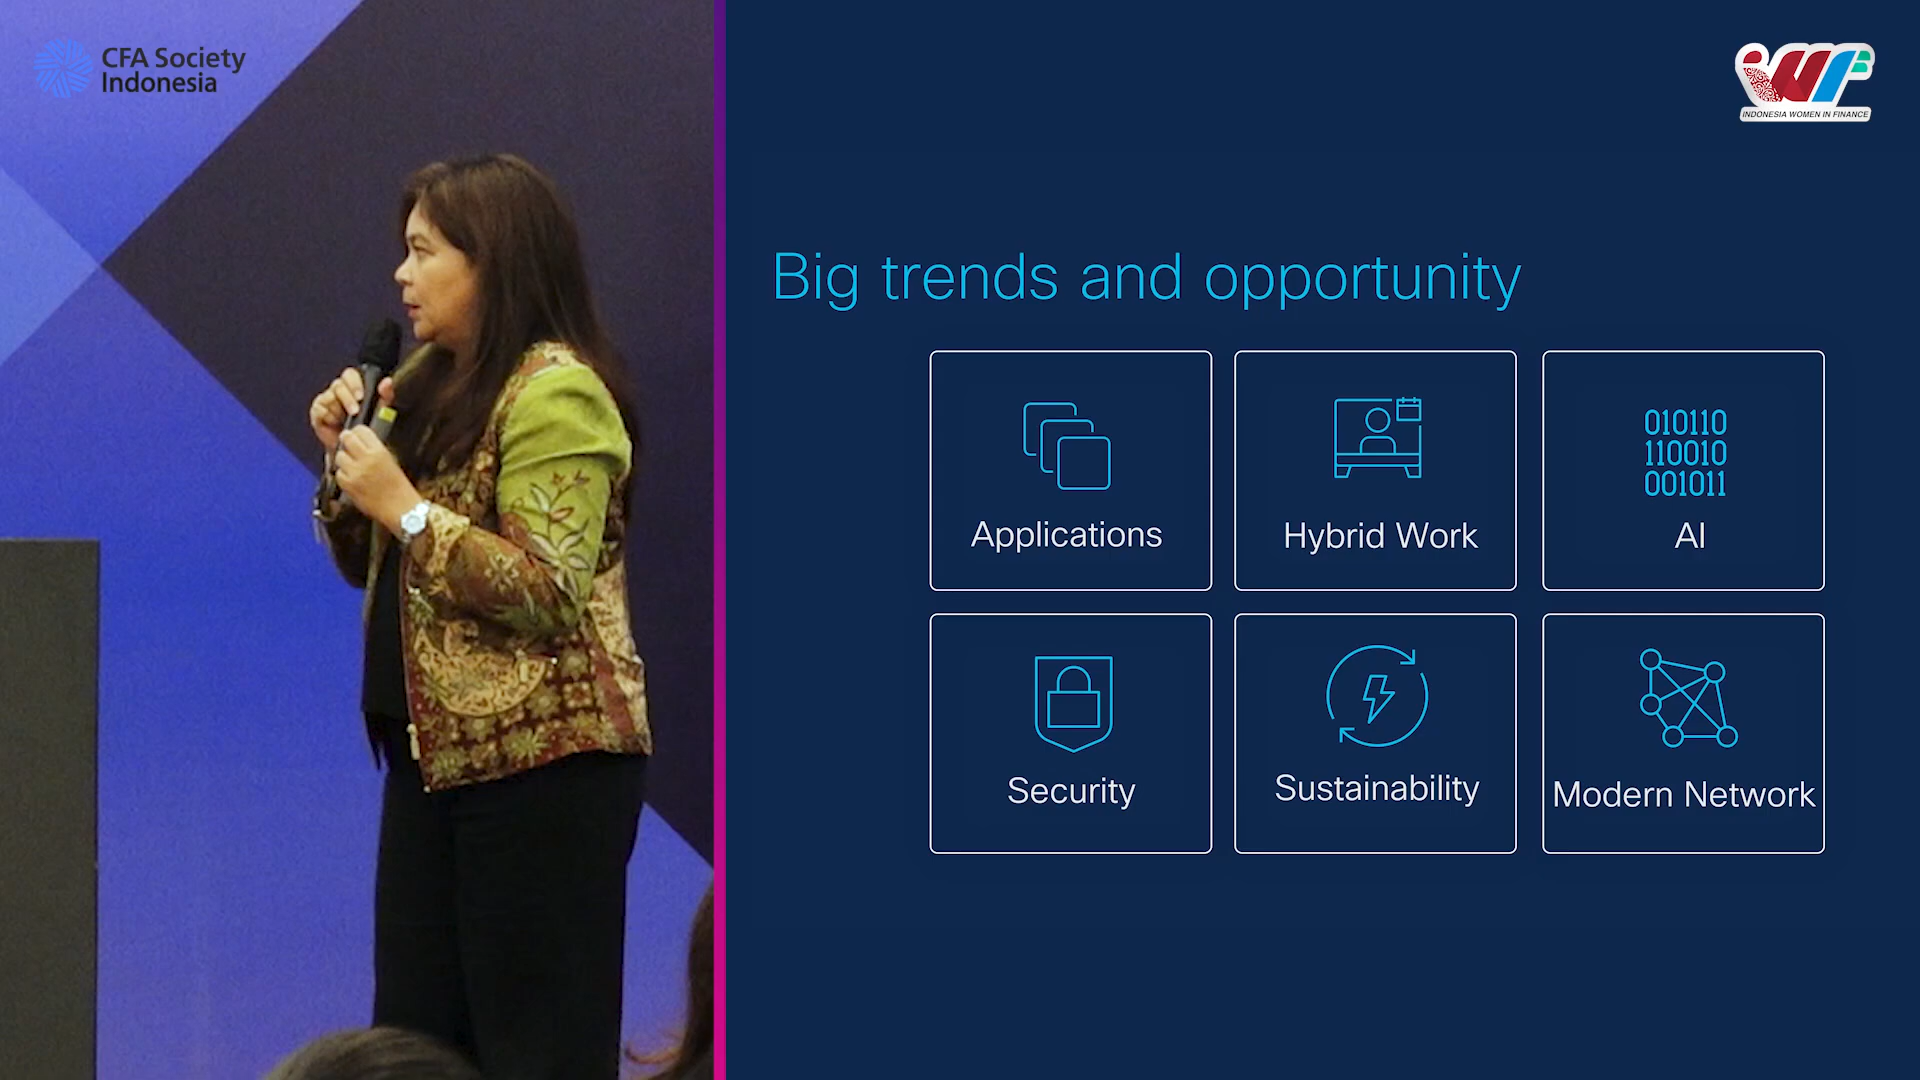 CFA Society
Indonesia
IWF
INDONESIA WOMEN IN FINANCE
Big trends and opportunity
Applications
Hybrid Work
010110
110010
001011
AI
Security
Sustainability
Modern Network